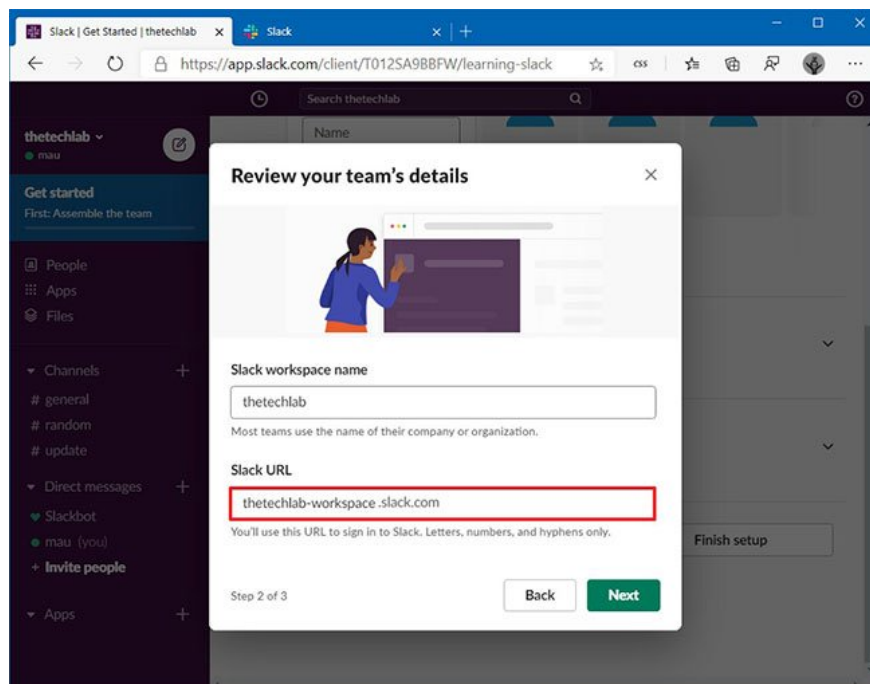 Slack | Get Started | thetechlab
Slack
https://app.slack.com/client/T012SA9BBFW/learning-slack
css
Search thetechlab
thetechlab
mau
Get started
First: Assemble the team
People
Apps
Files
Channels
# general
# random
# update
Direct messages
Slackbot
mau (you)
+ Invite people
Apps
Name
Finish setup
Review your team's details
Slack workspace name
thetechlab
Most teams use the name of their company or organization.
Slack URL
thetechlab-workspace.slack.com
You'll use this URL to sign in to Slack. Letters, numbers, and hyphens only.
Step 2 of 3
Back
Next